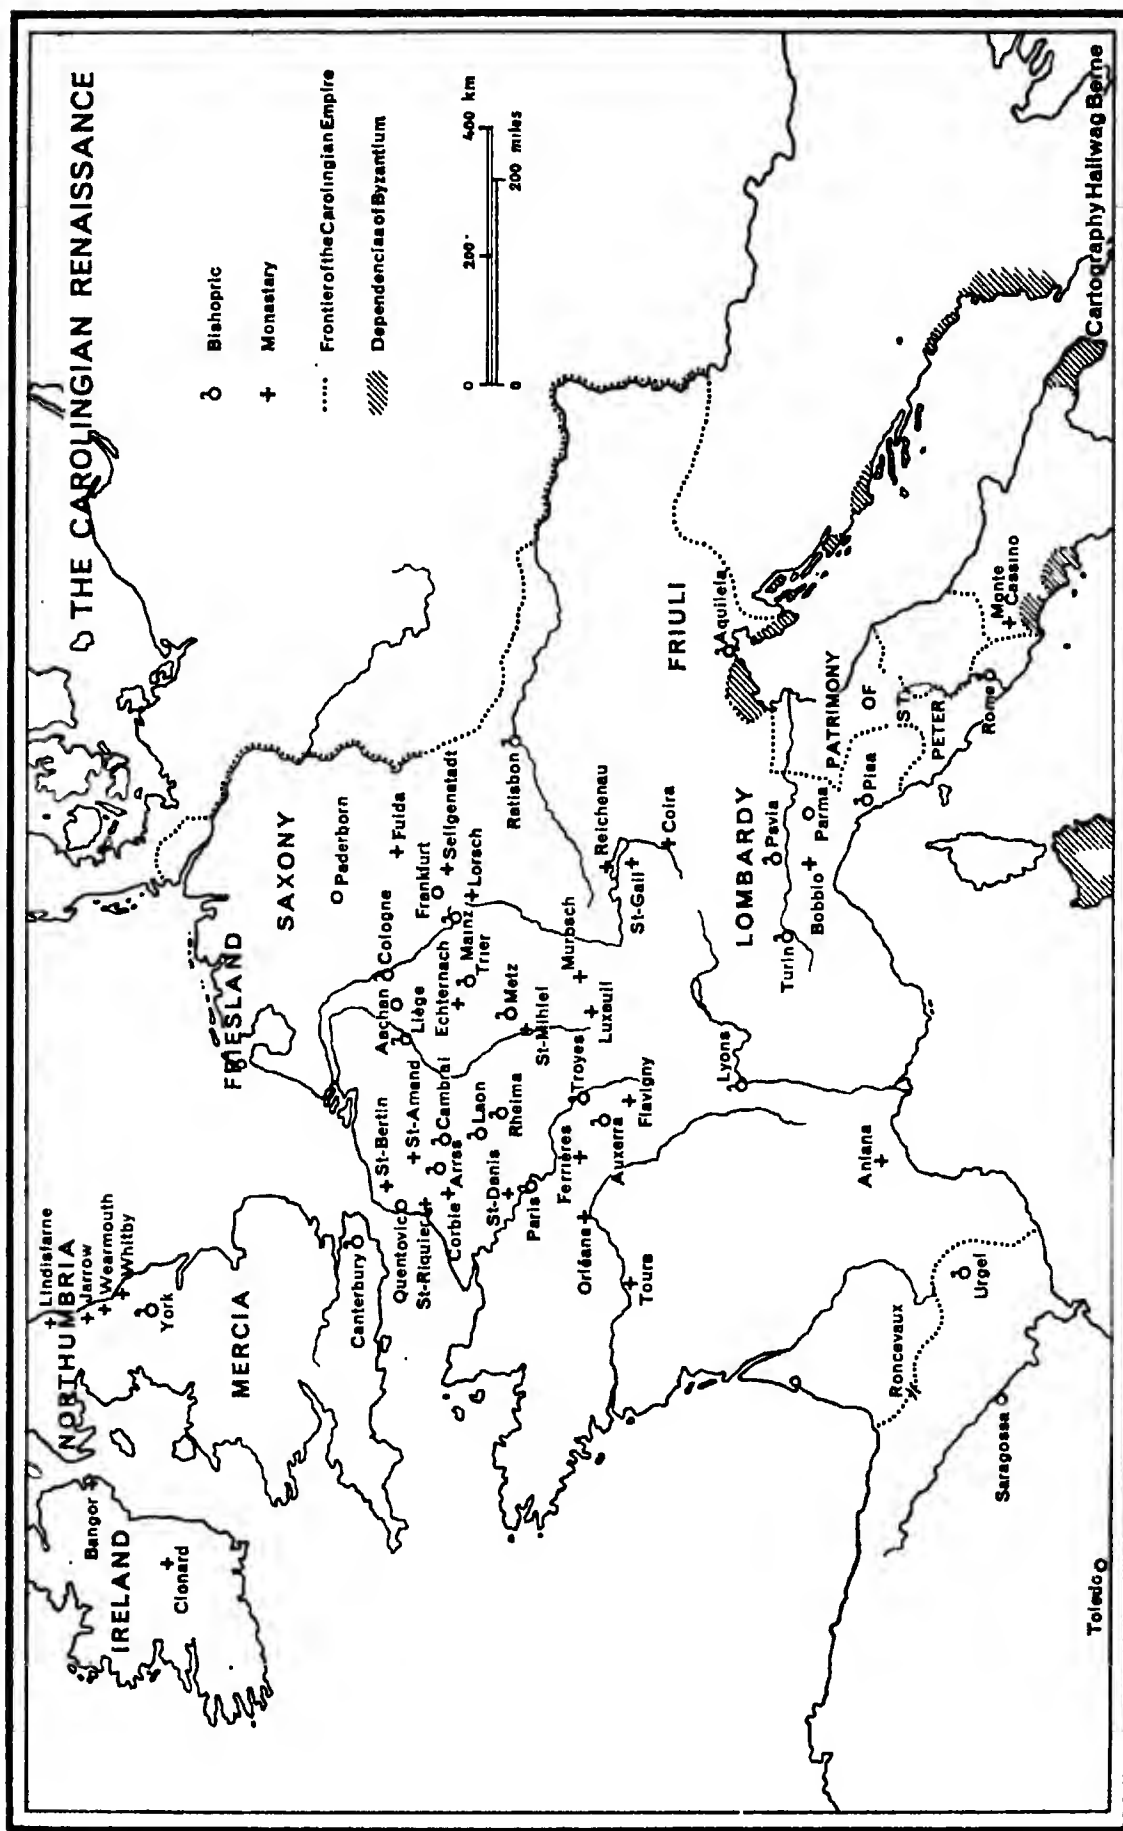 THE CAROLINGIAN RENAISSANCE
Bishopric
Monastary
Frontier of the Carolingian Empire
Dependencies of Byzantium
0 200 400 km
0 200 miles
Lindisfarne
NORTHUMBRIA
Jarrow
Wearmouth
Whitby
York
Bangor
IRELAND
Clonard
MERCIA
Canterbury
FRIESLAND
SAXONY
Paderborn
Fulda
Frankfurt
Seligenstadt
Lorsch
Cologne
Aachen
Liège
Echternach
Mainz
Trier
Metz
St-Mihiel
St-Bertin
St-Amand
Cambrai
Quentovic
St-Riquier
Corbie
Arras
Laon
Rheims
St-Denis
Paris
Ferrières
Troyes
Auxerre
Flavigny
Orléans
Tours
Murbach
Luxeuil
Ratisbon
Reichenau
St-Gall
Coira
FRIULI
Aquileia
LOMBARDY
Pavia
Parma
Bobbio
Turin
Pisa
PATRIMONY
OF
ST
PETER
Rome
Monte
Cassino
Lyons
Aniana
Roncevaux
Urgel
Saragossa
Toledo
Cartography Hallwag Berne